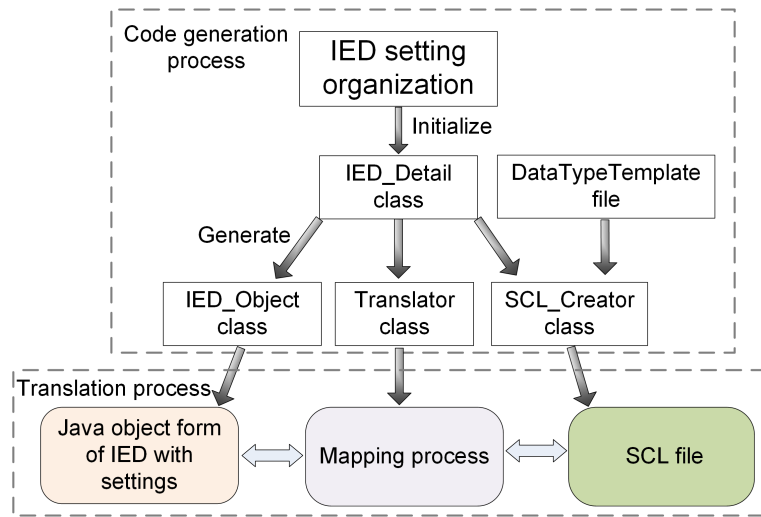 Code generation
process
IED setting
organization
Initialize
IED_Detail
class
DataTypeTemplate
file
Generate
IED_Object
class
Translator
class
SCL_Creator
class
Translation process
Java object form
of IED with
settings
Mapping process
SCL file